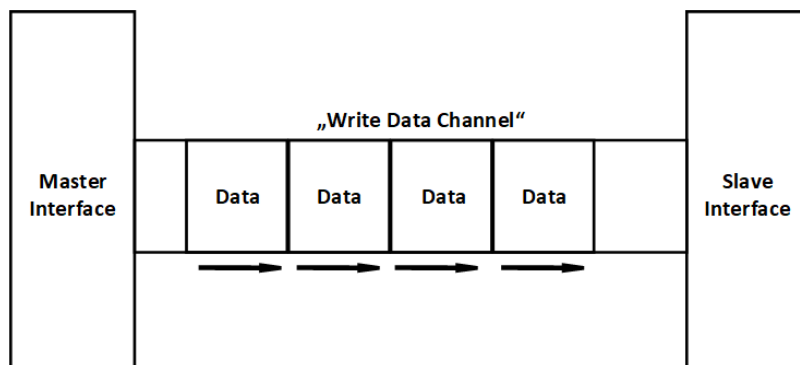 „Write Data Channel“
Master
Interface
Data
Data
Data
Data
Slave
Interface